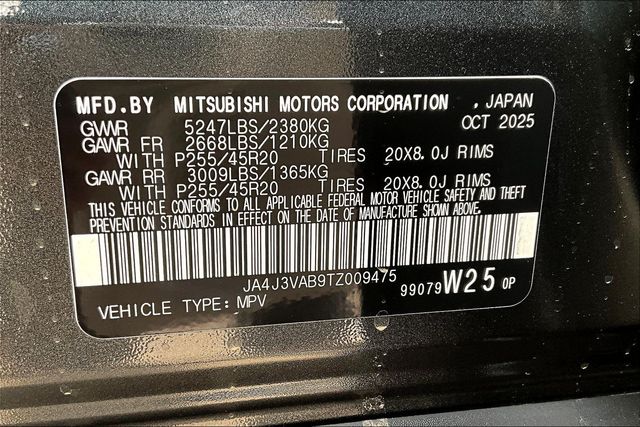 MFD.BY MITSUBISHI MOTORS CORPORATION , JAPAN
GWR 5247LBS/2380KG OCT 2025
GAWR FR 2668LBS/1210KG
WITH P255/45R20 TIRES 20X8.0J RIMS
GAWR RR 3009LBS/1365KG
WITH P255/45R20 TIRES 20X8.0J RIMS
THIS VEHICLE CONFORMS TO ALL APPLICABLE FEDERAL MOTOR VEHICLE SAFETY AND THEFT
PREVENTION STANDARDS IN EFFECT ON THE DATE OF MANUFACTURE SHOWN ABOVE.
JA4J3VAB9TZ009475
VEHICLE TYPE: MPV 99079 W25 0P